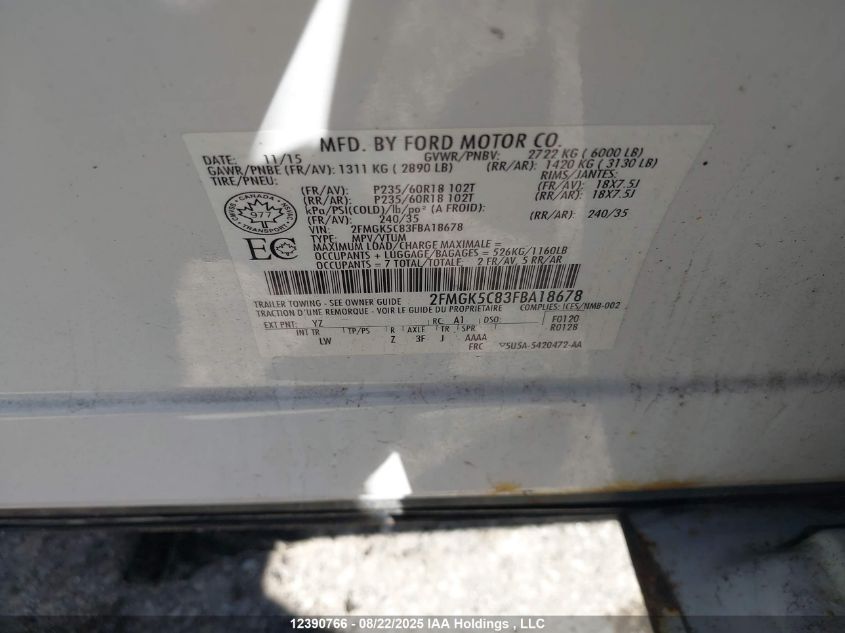 MFD. BY FORD MOTOR CO.
DATE: 11/15 GVWR/PNBV: 2722 KG ( 6000 LB)
GAWR/PNBE (FR/AV): 1311 KG ( 2890 LB) (RR/AR): 1420 KG ( 3130 LB)
TIRE/PNEU: RIMS/JANTES:
(FR/AV): P235/60R18 102T (FR/AV): 18X7.5J
(RR/AR): P235/60R18 102T (RR/AR): 18X7.5J
kPa/PSI(COLD)/lb/po² (A FROID):
(FR/AV): 240/35 (RR/AR): 240/35
VIN: 2FMGK5C83FBA18678
TYPE: MPV/VTUM
MAXIMUM LOAD/CHARGE MAXIMALE =
OCCUPANTS + LUGGAGE/BAGAGES = 526KG/1160LB
OCCUPANTS = 7 TOTAL/TOTALE: 2 FR/AV, 5 RR/AR
CANADA
977
EC
2FMGK5C83FBA18678
TRAILER TOWING - SEE OWNER GUIDE
TRACTION D'UNE REMORQUE - VOIR LE GUIDE DU PROPRIETAIRE COMPLIES: ICES/NMB-002
EXT PNT: YZ RC: A1 DSO: F0120
R0128
INT TR TP/PS R AXLE TR SPR
LW Z 3F J AAAA
FRC 5U5A-5420472-AA
12390766 - 08/22/2025 IAA Holdings , LLC